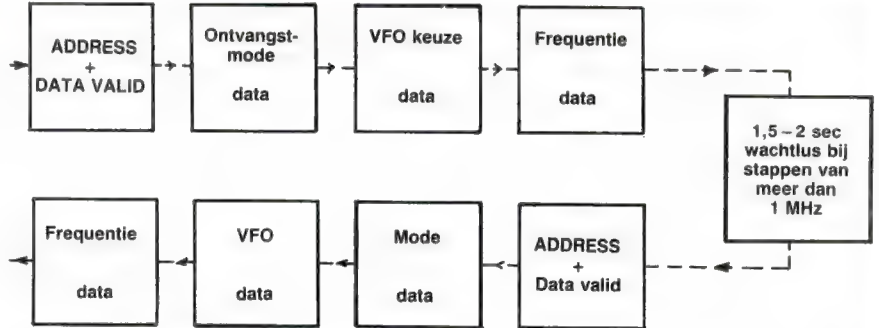 ADDRESS
+
DATA VALID
Ontvangst-
mode
data
VFO keuze
data
Frequentie
data
1,5–2 sec
wachtlus bij
stappen van
meer dan
1 MHz
Frequentie
data
VFO
data
Mode
data
ADDRESS
+
Data valid